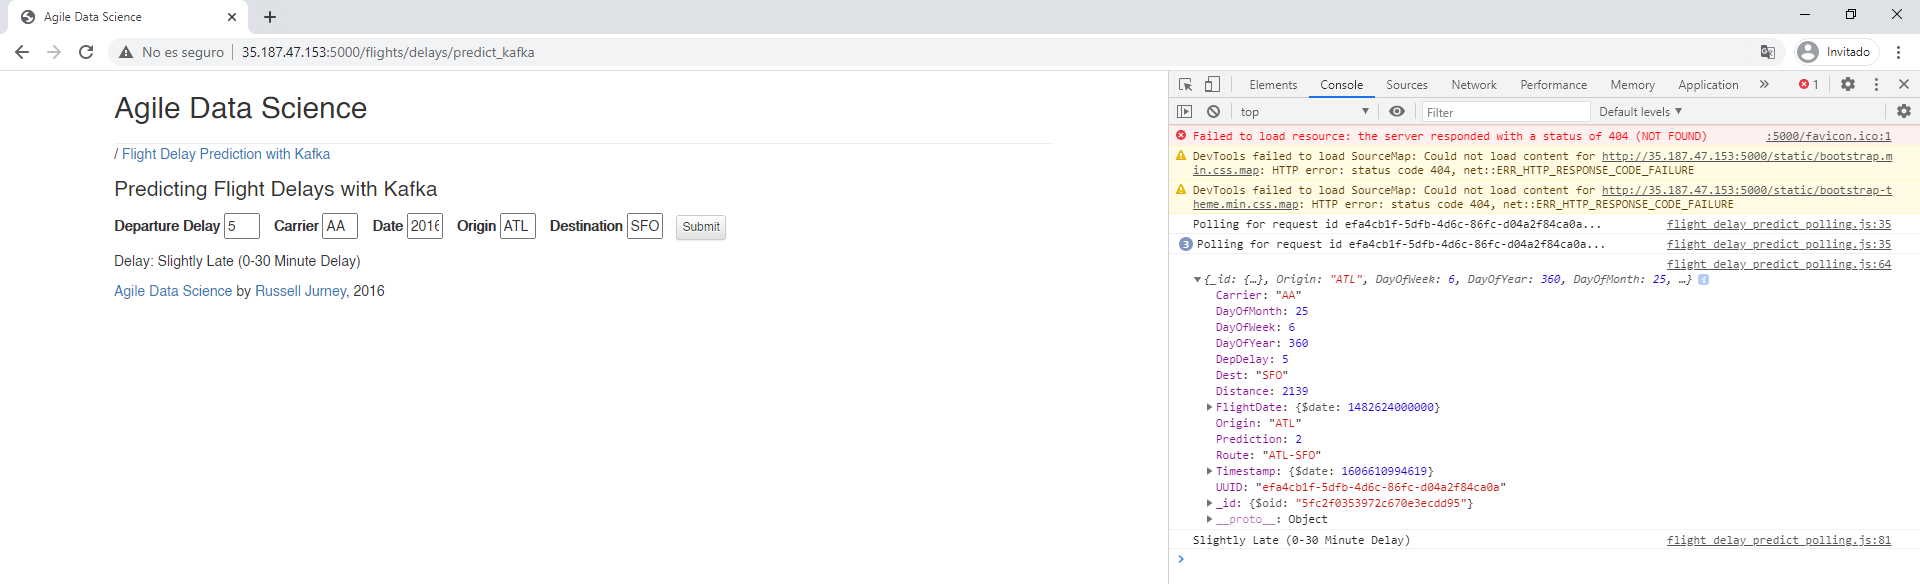 Agile Data Science
No es seguro 35.187.47.153:5000/flights/delays/predict_kafka Invitado
Agile Data Science
/ Flight Delay Prediction with Kafka
Predicting Flight Delays with Kafka
Departure Delay 5 Carrier AA Date 2016 Origin ATL Destination SFO Submit
Delay: Slightly Late (0-30 Minute Delay)
Agile Data Science by Russell Jurney, 2016
Elements Console Sources Network Performance Memory Application » 1
top Filter Default levels
Failed to load resource: the server responded with a status of 404 (NOT FOUND) :5000/favicon.ico:1
DevTools failed to load SourceMap: Could not load content for http://35.187.47.153:5000/static/bootstrap.m
in.css.map: HTTP error: status code 404, net::ERR_HTTP_RESPONSE_CODE_FAILURE
DevTools failed to load SourceMap: Could not load content for http://35.187.47.153:5000/static/bootstrap-t
heme.min.css.map: HTTP error: status code 404, net::ERR_HTTP_RESPONSE_CODE_FAILURE
Polling for request id efa4cb1f-5dfb-4d6c-86fc-d04a2f84ca0a... flight_delay_predict_polling.js:35
3 Polling for request id efa4cb1f-5dfb-4d6c-86fc-d04a2f84ca0a... flight_delay_predict_polling.js:35
flight_delay_predict_polling.js:64
{_id: {…}, Origin: "ATL", DayOfWeek: 6, DayOfYear: 360, DayOfMonth: 25, …} i
Carrier: "AA"
DayOfMonth: 25
DayOfWeek: 6
DayOfYear: 360
DepDelay: 5
Dest: "SFO"
Distance: 2139
FlightDate: {$date: 1482624000000}
Origin: "ATL"
Prediction: 2
Route: "ATL-SFO"
Timestamp: {$date: 1606610994619}
UUID: "efa4cb1f-5dfb-4d6c-86fc-d04a2f84ca0a"
_id: {$oid: "5fc2f0353972c670e3ecdd95"}
__proto__: Object
Slightly Late (0-30 Minute Delay) flight_delay_predict_polling.js:81